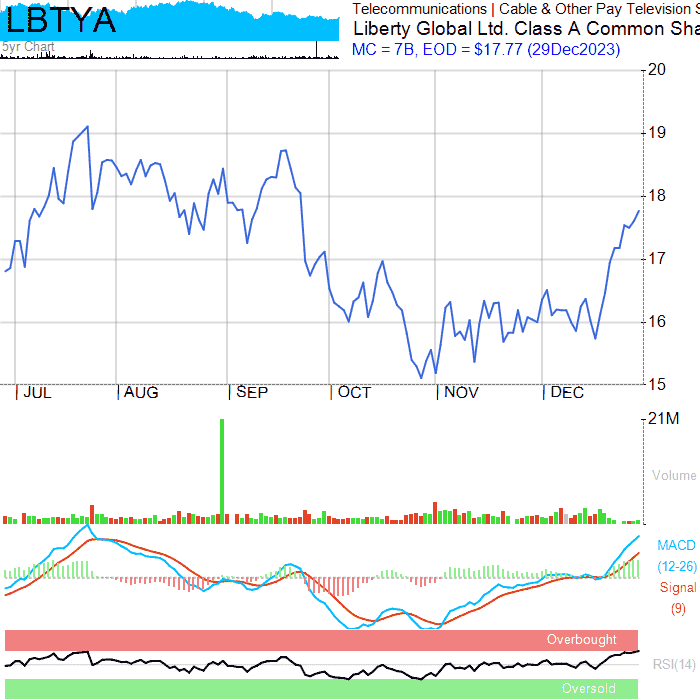 LBTYA
5yr Chart
Telecommunications | Cable & Other Pay Television S
Liberty Global Ltd. Class A Common Sha
MC = 7B, EOD = $17.77 (29Dec2023)
20
19
18
17
16
15
JUL AUG SEP OCT NOV DEC
21M
Volume
MACD
(12-26)
Signal
(9)
Overbought
RSI(14)
Oversold